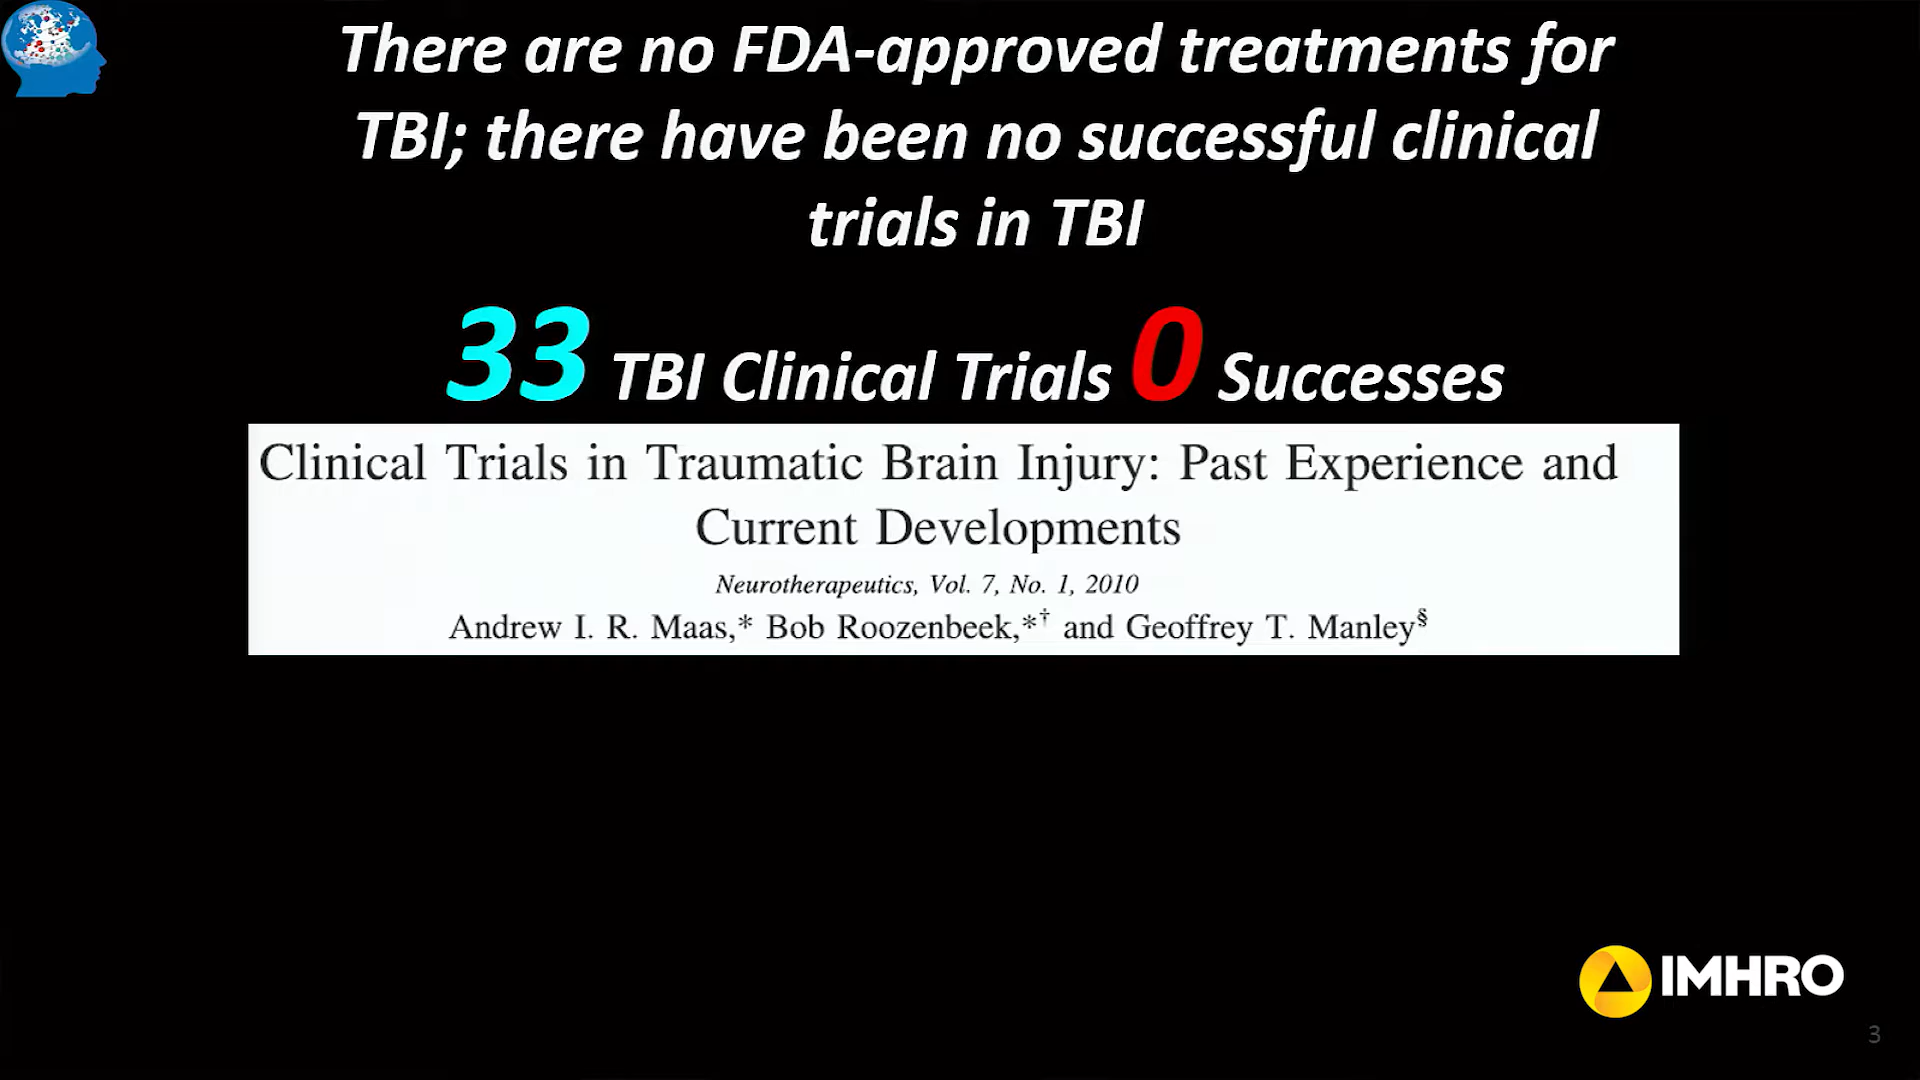 There are no FDA-approved treatments for
TBI; there have been no successful clinical
trials in TBI
33 TBI Clinical Trials 0 Successes
Clinical Trials in Traumatic Brain Injury: Past Experience and
Current Developments
Neurotherapeutics, Vol. 7, No. 1, 2010
Andrew I. R. Maas,* Bob Roozenbeek,*† and Geoffrey T. Manley§
IMHRO
3